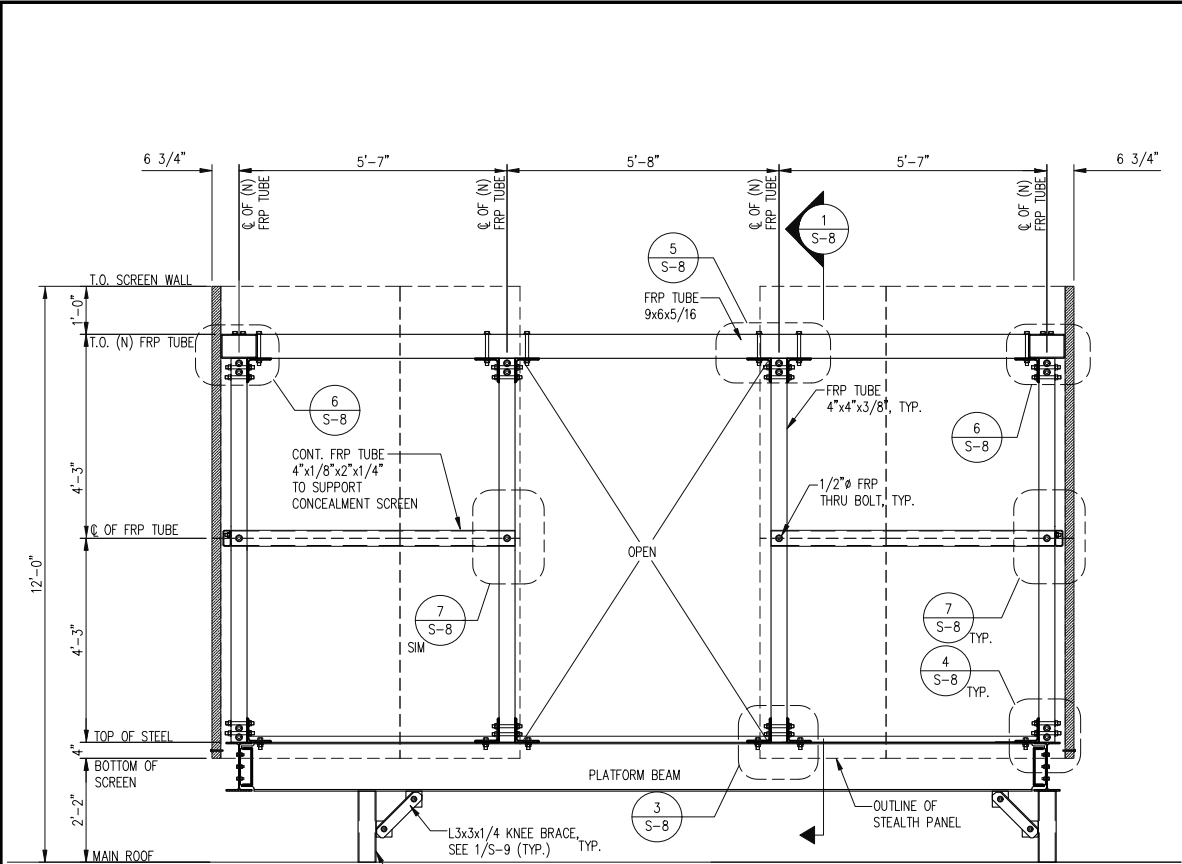 6 3/4"
5'-7"
5'-8"
5'-7"
6 3/4"
℄ OF (N)
FRP TUBE
℄ OF (N)
FRP TUBE
℄ OF (N)
FRP TUBE
℄ OF (N)
FRP TUBE
1
S-8
5
S-8
T.O. SCREEN WALL
FRP TUBE
9x6x5/16
1'-0"
T.O. (N) FRP TUBE
FRP TUBE
4"x4"x3/8", TYP.
6
S-8
6
S-8
4'-3"
CONT. FRP TUBE
4"x1/8"x2"x1/4"
TO SUPPORT
CONCEALMENT SCREEN
1/2"ø FRP
THRU BOLT, TYP.
℄ OF FRP TUBE
OPEN
12'-0"
7
S-8
SIM
7
S-8
TYP.
4'-3"
4
S-8
TYP.
TOP OF STEEL
4"
BOTTOM OF
SCREEN
PLATFORM BEAM
2'-2"
3
S-8
OUTLINE OF
STEALTH PANEL
L3x3x1/4 KNEE BRACE,
SEE 1/S-9 (TYP.)
TYP.
MAIN ROOF